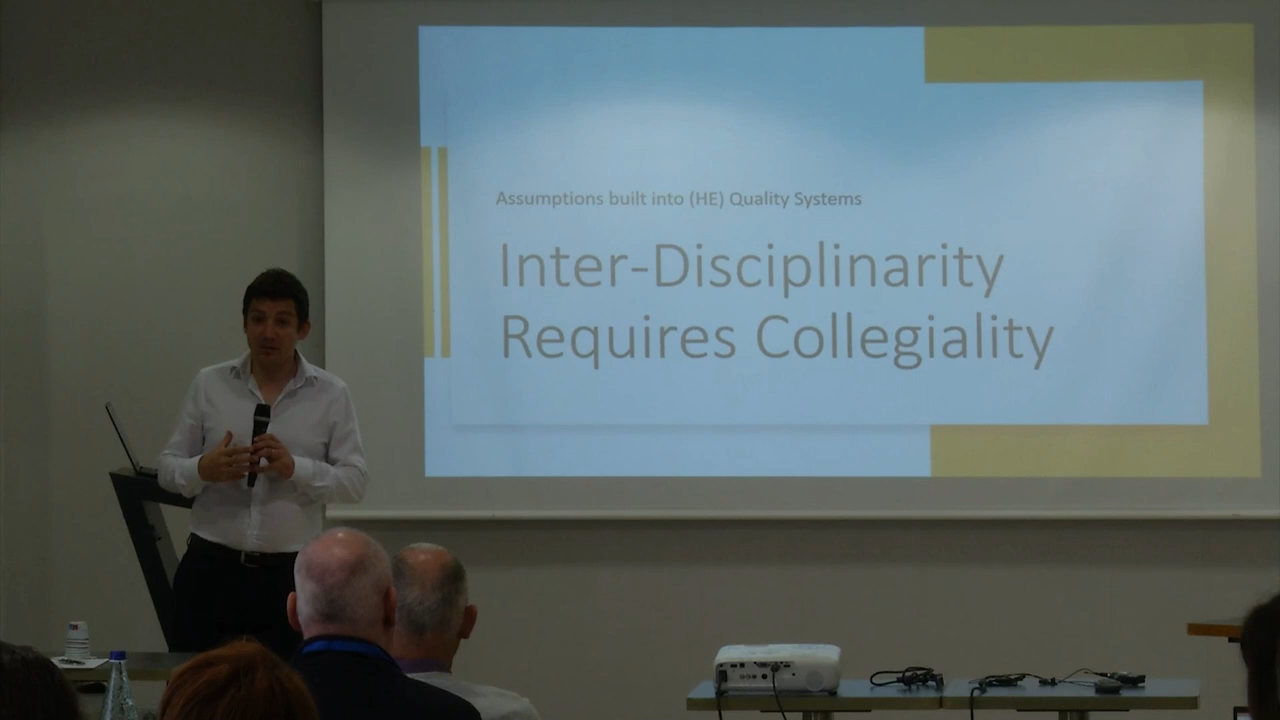 Assumptions built into (HE) Quality Systems
Inter-Disciplinarity
Requires Collegiality